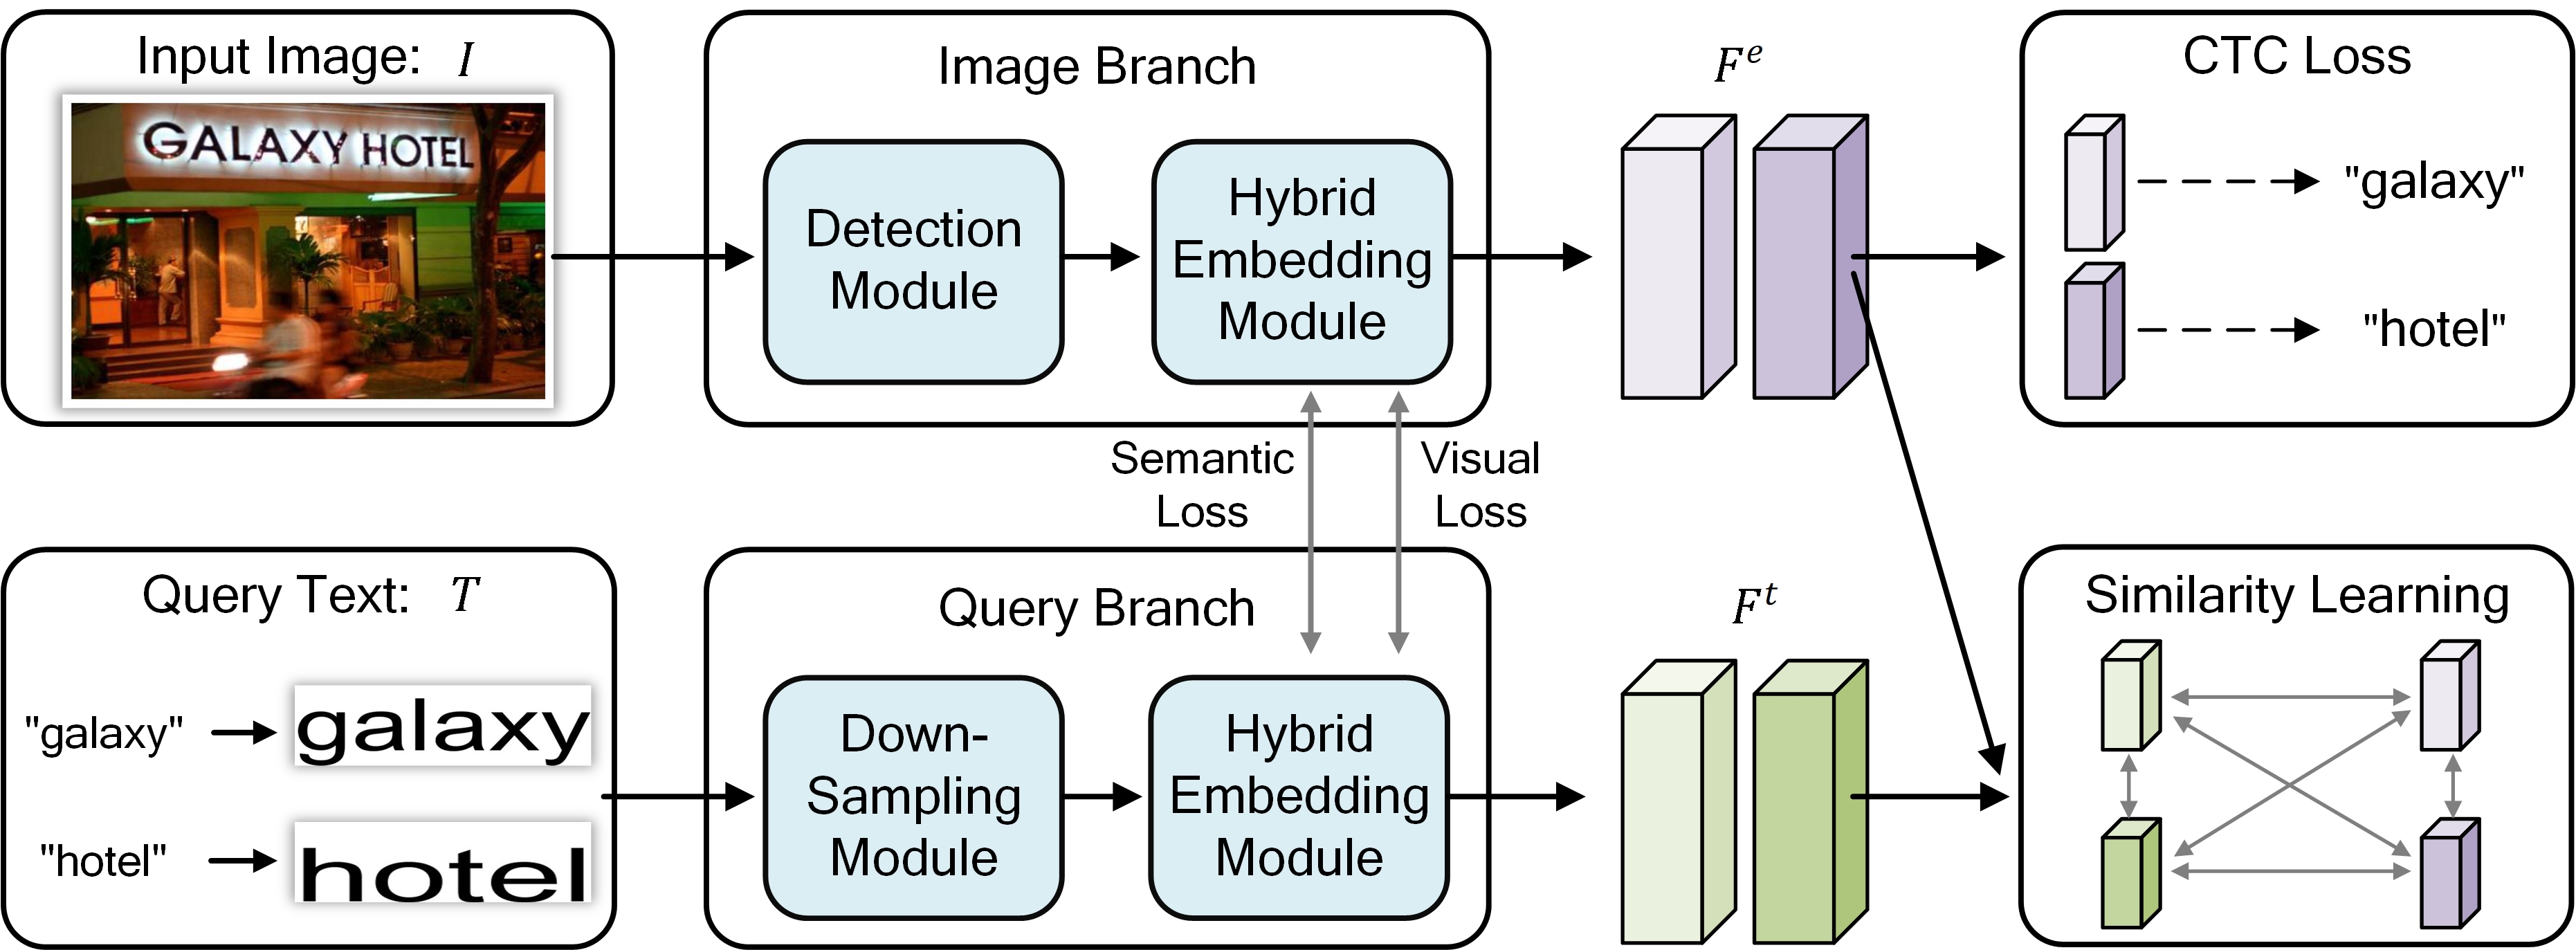 Input Image: I
GALAXY HOTEL
Image Branch
Detection
Module
Hybrid
Embedding
Module
F^e
CTC Loss
"galaxy"
"hotel"
Semantic
Loss
Visual
Loss
Query Text: T
"galaxy"
galaxy
"hotel"
hotel
Query Branch
Down-
Sampling
Module
Hybrid
Embedding
Module
F^t
Similarity Learning